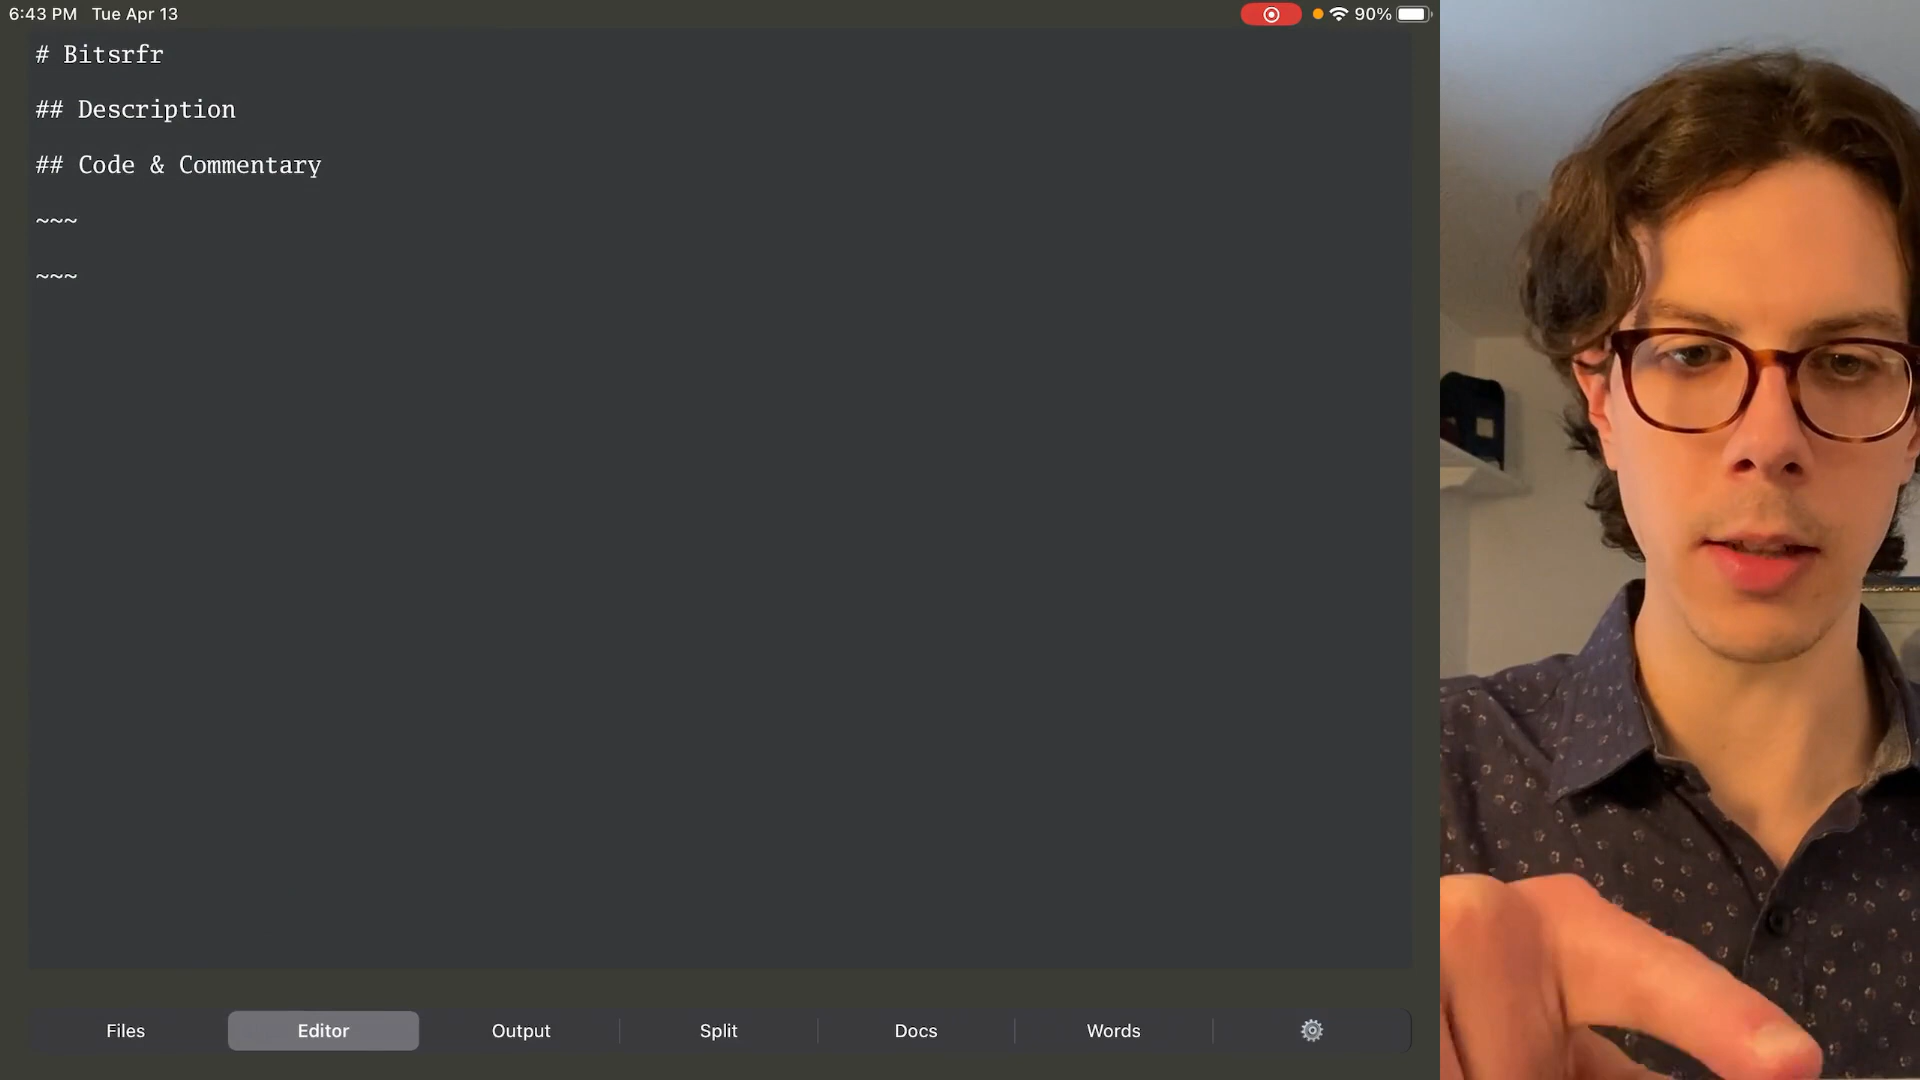 6:43 PM Tue Apr 13
90%
# Bitsrfr
## Description
## Code & Commentary
~~~
~~~
Files Editor Output Split Docs Words